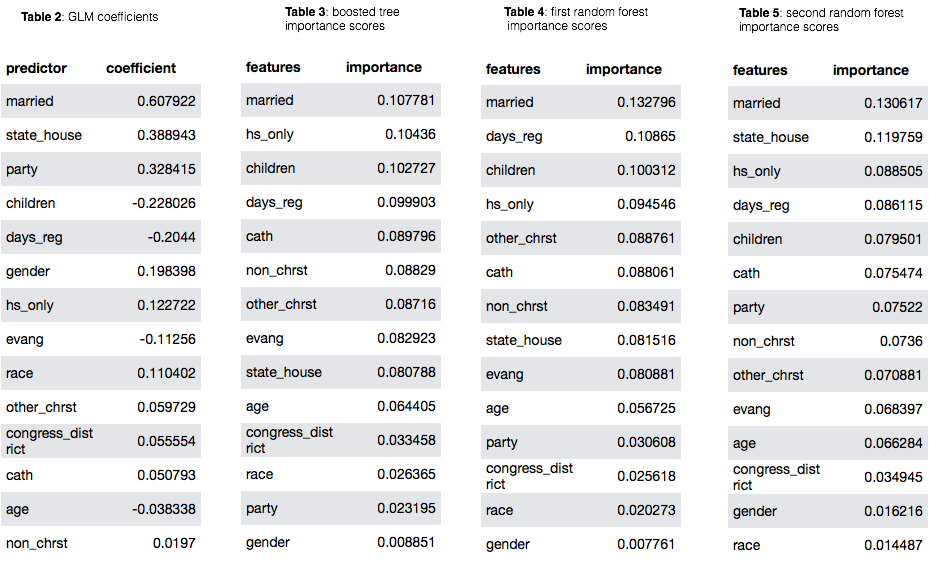 Table 2: GLM coefficients
predictor coefficient
married 0.607922
state_house 0.388943
party 0.328415
children -0.228026
days_reg -0.2044
gender 0.198398
hs_only 0.122722
evang -0.11256
race 0.110402
other_chrst 0.059729
congress_dist
rict 0.055554
cath 0.050793
age -0.038338
non_chrst 0.0197
Table 3: boosted tree
importance scores
features importance
married 0.107781
hs_only 0.10436
children 0.102727
days_reg 0.099903
cath 0.089796
non_chrst 0.08829
other_chrst 0.08716
evang 0.082923
state_house 0.080788
age 0.064405
congress_dist
rict 0.033458
race 0.026365
party 0.023195
gender 0.008851
Table 4: first random forest
importance scores
features importance
married 0.132796
days_reg 0.10865
children 0.100312
hs_only 0.094546
other_chrst 0.088761
cath 0.088061
non_chrst 0.083491
state_house 0.081516
evang 0.080881
age 0.056725
party 0.030608
congress_dist
rict 0.025618
race 0.020273
gender 0.007761
Table 5: second random forest
importance scores
features importance
married 0.130617
state_house 0.119759
hs_only 0.088505
days_reg 0.086115
children 0.079501
cath 0.075474
party 0.07522
non_chrst 0.0736
other_chrst 0.070881
evang 0.068397
age 0.066284
congress_dist
rict 0.034945
gender 0.016216
race 0.014487